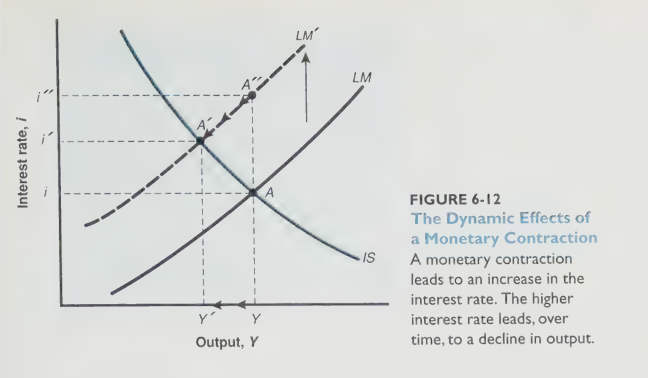 LM′
LM
A″
i″
A′
i′
i
A
IS
Y′
Y
Interest rate, i
Output, Y
FIGURE 6-12
The Dynamic Effects of
a Monetary Contraction
A monetary contraction
leads to an increase in the
interest rate. The higher
interest rate leads, over
time, to a decline in output.